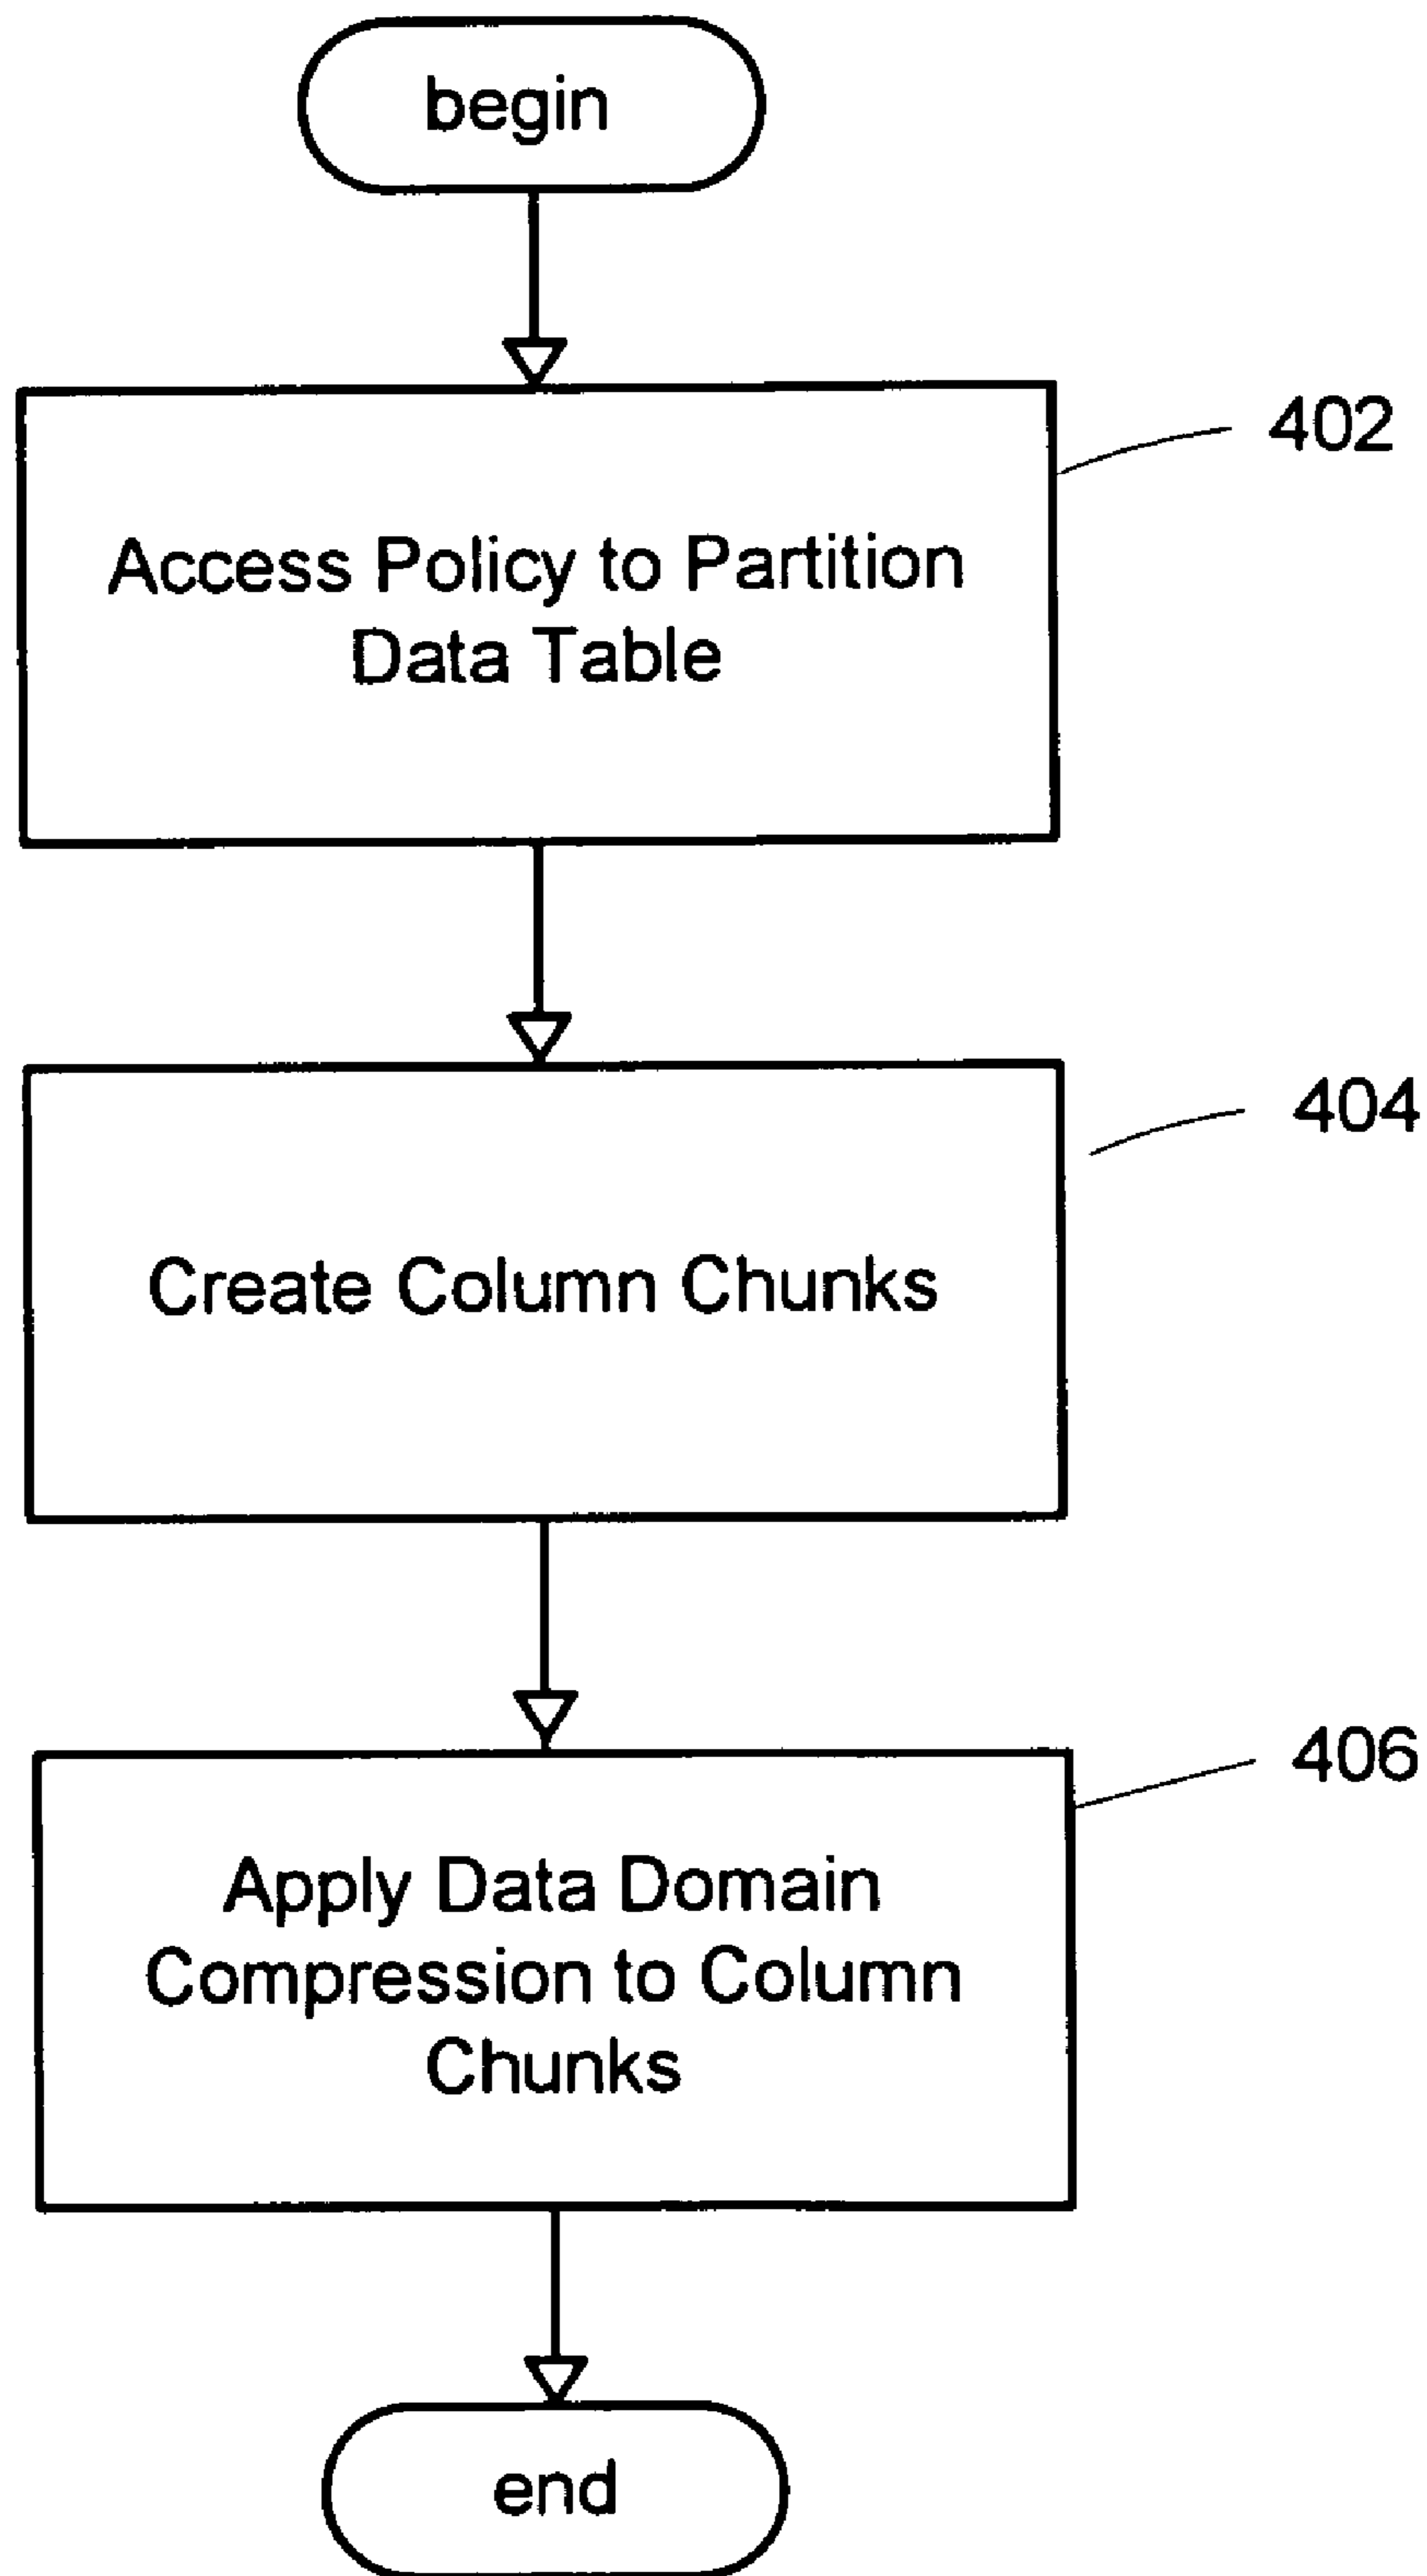 begin
402
Access Policy to Partition
Data Table
404
Create Column Chunks
406
Apply Data Domain
Compression to Column
Chunks
end